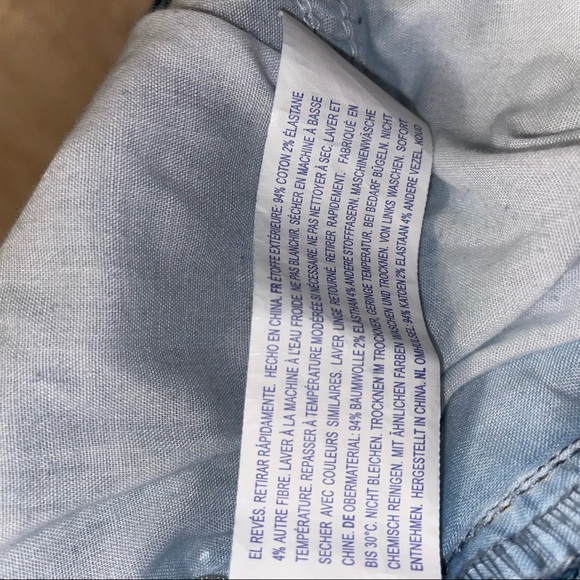 EL REVÉS. RETIRAR RÁPIDAMENTE. HECHO EN CHINA. FR ÉTOFFE EXTÉRIEURE: 94% COTON 2% ÉLASTANE
4% AUTRE FIBRE. LAVER À LA MACHINE À L'EAU FROIDE. NE PAS BLANCHIR. SÉCHER EN MACHINE À BASSE
TEMPÉRATURE. REPASSER À TEMPÉRATURE MODÉRÉE SI NÉCESSAIRE. NE PAS NETTOYER À SEC. LAVER ET
SÉCHER AVEC COULEURS SIMILAIRES. LAVER LINGE RETOURNÉ. RETIRER RAPIDEMENT. FABRIQUÉ EN
CHINE. DE OBERMATERIAL: 94% BAUMWOLLE 2% ELASTHAN 4% ANDERE STOFFFASERN. MASCHINENWÄSCHE
BIS 30°C. NICHT BLEICHEN. TROCKNEN IM TROCKNER, GERINGE TEMPERATUR. BEI BEDARF BÜGELN. NICHT
CHEMISCH REINIGEN. MIT ÄHNLICHEN FARBEN WASCHEN UND TROCKNEN. VON LINKS WASCHEN. SOFORT
ENTNEHMEN. HERGESTELLT IN CHINA. NL OMHULSEL: 94% KATOEN 2% ELASTAAN 4% ANDERE VEZEL. KOUD